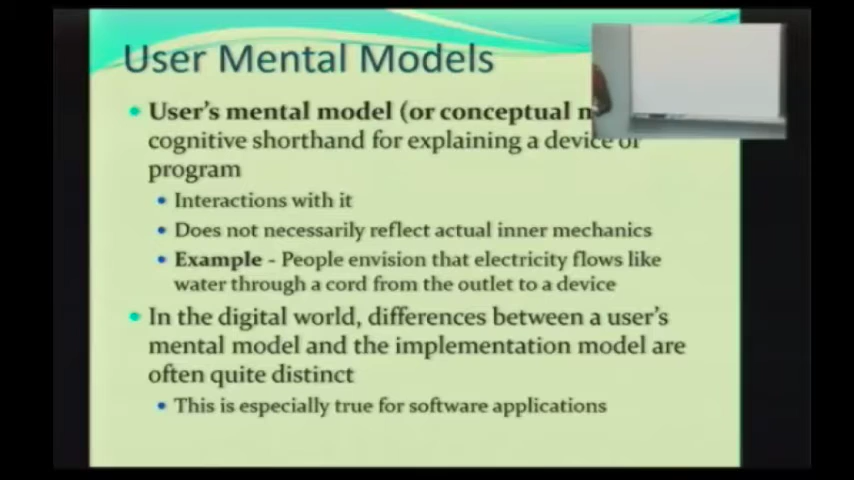 User Mental Models
User's mental model (or conceptual
cognitive shorthand for explaining a device or
program
Interactions with it
Does not necessarily reflect actual inner mechanics
Example - People envision that electricity flows like
water through a cord from the outlet to a device
In the digital world, differences between a user's
mental model and the implementation model are
often quite distinct
This is especially true for software applications